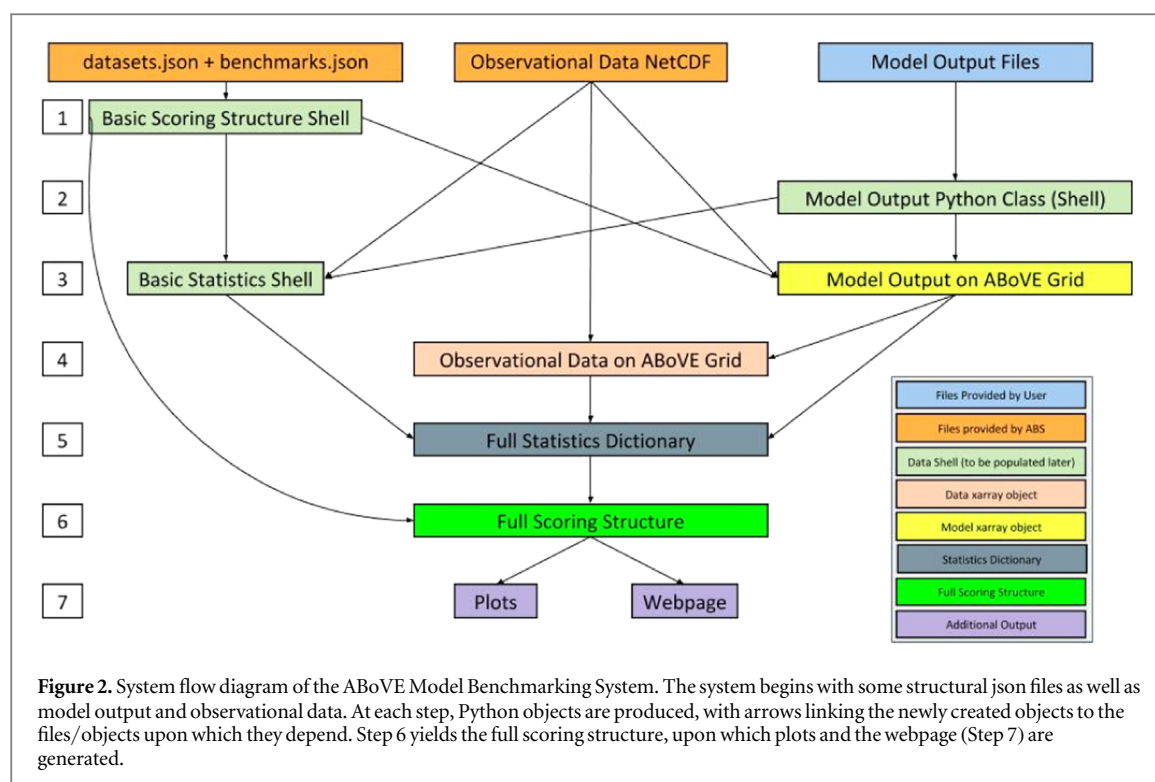 datasets.json + benchmarks.json
Observational Data NetCDF
Model Output Files
1
Basic Scoring Structure Shell
2
Model Output Python Class (Shell)
3
Basic Statistics Shell
Model Output on ABoVE Grid
4
Observational Data on ABoVE Grid
5
Full Statistics Dictionary
6
Full Scoring Structure
7
Plots
Webpage
Files Provided by User
Files provided by ABS
Data Shell (to be populated later)
Data xarray object
Model xarray object
Statistics Dictionary
Full Scoring Structure
Additional Output
Figure 2. System flow diagram of the ABoVE Model Benchmarking System. The system begins with some structural json files as well as
model output and observational data. At each step, Python objects are produced, with arrows linking the newly created objects to the
files/objects upon which they depend. Step 6 yields the full scoring structure, upon which plots and the webpage (Step 7) are
generated.